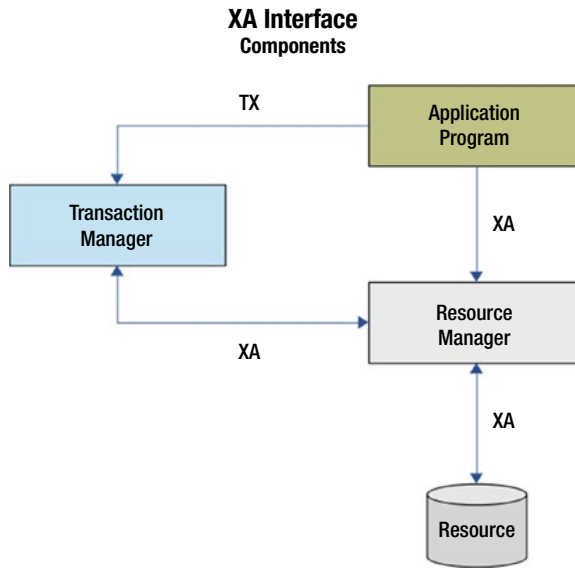 XA Interface
Components
TX
Application
Program
Transaction
Manager
XA
Resource
Manager
XA
XA
Resource